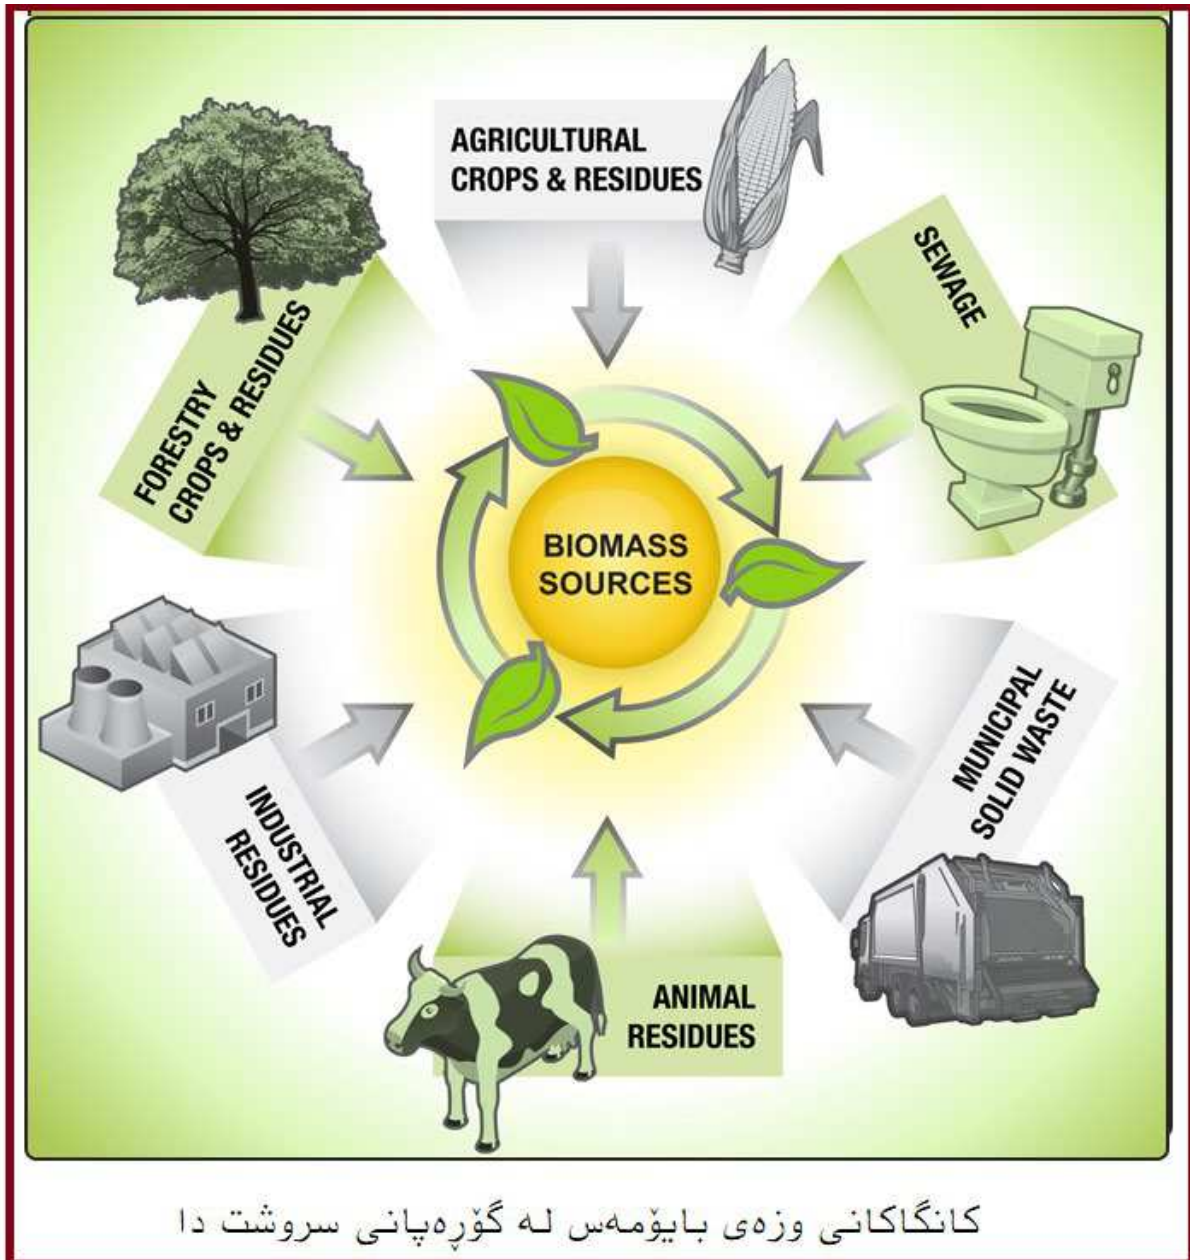 AGRICULTURAL
CROPS & RESIDUES
SEWAGE
FORESTRY
CROPS & RESIDUES
BIOMASS
SOURCES
MUNICIPAL
SOLID WASTE
INDUSTRIAL
RESIDUES
ANIMAL
RESIDUES
کانگاکانی وزەی بایۆمەس لە گۆڕەپانی سروشت دا